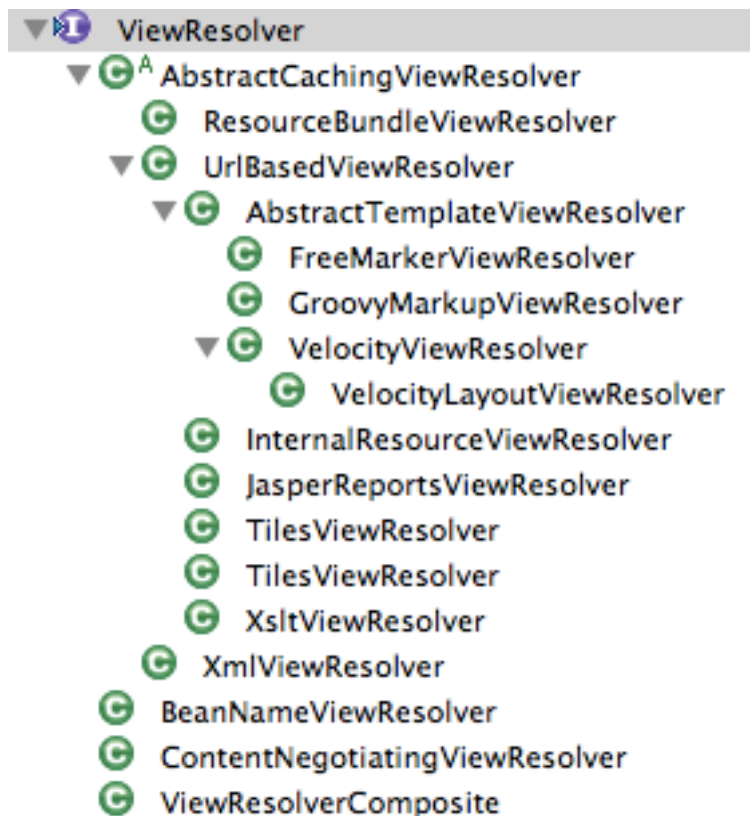 ViewResolver
AbstractCachingViewResolver
ResourceBundleViewResolver
UrlBasedViewResolver
AbstractTemplateViewResolver
FreeMarkerViewResolver
GroovyMarkupViewResolver
VelocityViewResolver
VelocityLayoutViewResolver
InternalResourceViewResolver
JasperReportsViewResolver
TilesViewResolver
TilesViewResolver
XsltViewResolver
XmlViewResolver
BeanNameViewResolver
ContentNegotiatingViewResolver
ViewResolverComposite